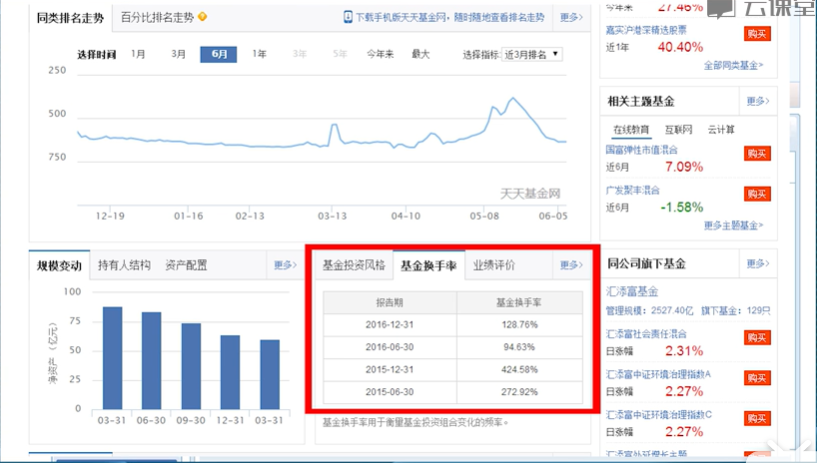 同类排名走势 百分比排名走势 下载手机版天天基金网，随时随地查看排名走势 更多>
选择时间 1月 3月 6月 1年 3年 5年 今年来 最大 选择指标: 近3月排名
250
500
750
天天基金网
12-19 01-16 02-13 03-13 04-10 05-08 06-05
规模变动 持有人结构 资产配置 更多>
100
75
50
25
0
净资产（亿元）
03-31 06-30 09-30 12-31 03-31
基金投资风格 基金换手率 业绩评价 更多>
报告期 基金换手率
2016-12-31 128.76%
2016-06-30 94.63%
2015-12-31 424.58%
2015-06-30 272.92%
基金换手率用于衡量基金投资组合变化的频率。
今年来 27.46%
云课堂
嘉实沪港深精选股票 购买
近1年 40.40%
全部同类基金>
相关主题基金 更多>
在线教育 互联网 云计算
国富弹性市值混合 购买
近6月 7.09%
广发聚丰混合 购买
近6月 -1.58%
更多主题基金>
同公司旗下基金 更多>
汇添富基金
管理规模：2527.40亿 旗下基金：129只
汇添富社会责任混合 购买
日涨幅 2.31%
汇添富中证环境治理指数A 购买
日涨幅 2.27%
汇添富中证环境治理指数C 购买
日涨幅 2.27%